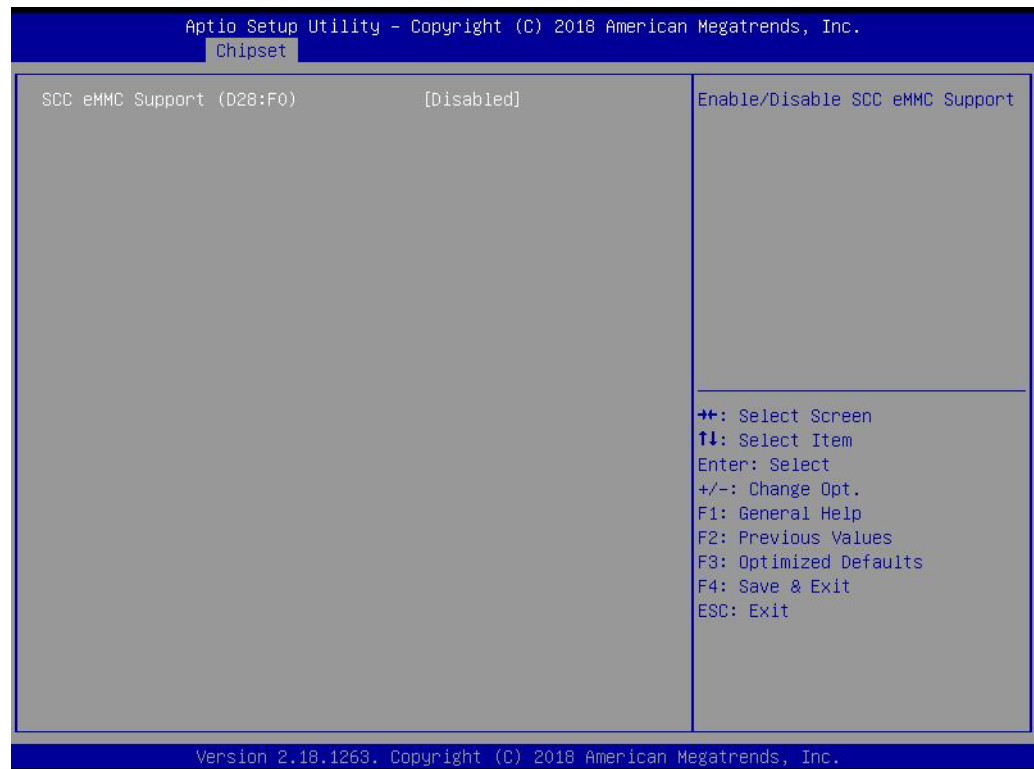 Aptio Setup Utility – Copyright (C) 2018 American Megatrends, Inc.
Chipset
SCC eMMC Support (D28:F0) [Disabled]
Enable/Disable SCC eMMC Support
→←: Select Screen
↑↓: Select Item
Enter: Select
+/-: Change Opt.
F1: General Help
F2: Previous Values
F3: Optimized Defaults
F4: Save & Exit
ESC: Exit
Version 2.18.1263. Copyright (C) 2018 American Megatrends, Inc.